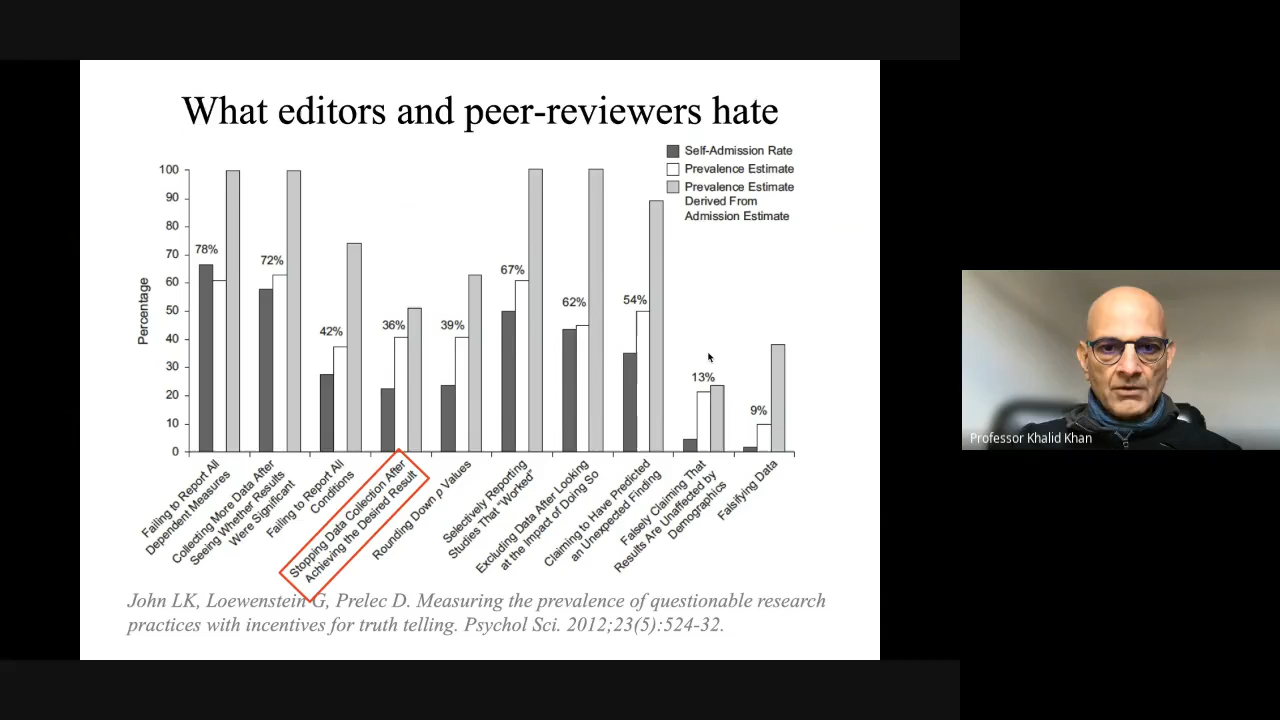 What editors and peer-reviewers hate
Self-Admission Rate
Prevalence Estimate
Prevalence Estimate
Derived From
Admission Estimate
Percentage
100
90
80
70
60
50
40
30
20
10
0
78%
72%
42%
36%
39%
67%
62%
54%
13%
9%
Failing to Report All
Dependent Measures
Collecting More Data After
Seeing Whether Results
Were Significant
Failing to Report All
Conditions
Stopping Data Collection After
Achieving the Desired Result
Rounding Down p Values
Selectively Reporting
Studies That "Worked"
Excluding Data After Looking
at the Impact of Doing So
Claiming to Have Predicted
an Unexpected Finding
Falsely Claiming That
Results Are Unaffected by
Demographics
Falsifying Data
John LK, Loewenstein G, Prelec D. Measuring the prevalence of questionable research
practices with incentives for truth telling. Psychol Sci. 2012;23(5):524-32.
Professor Khalid Khan